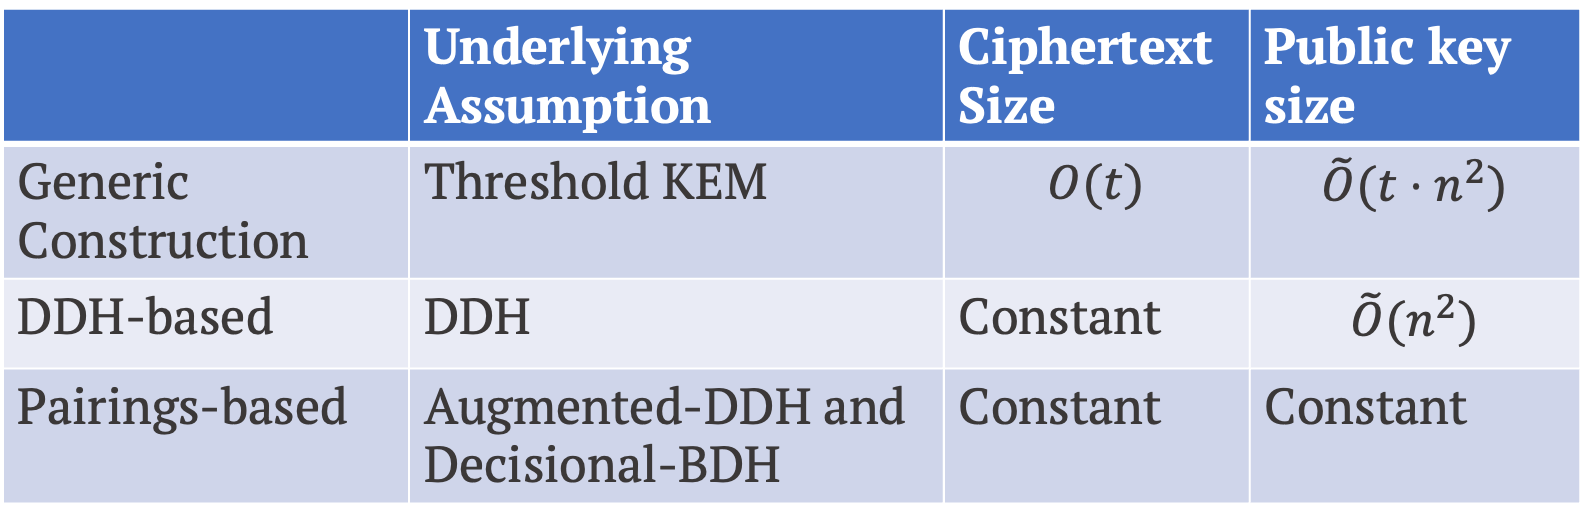 Underlying
Assumption
Ciphertext
Size
Public key
size
Generic
Construction
Threshold KEM
O(t)
Õ(t · n²)
DDH-based
DDH
Constant
Õ(n²)
Pairings-based
Augmented-DDH and
Decisional-BDH
Constant
Constant